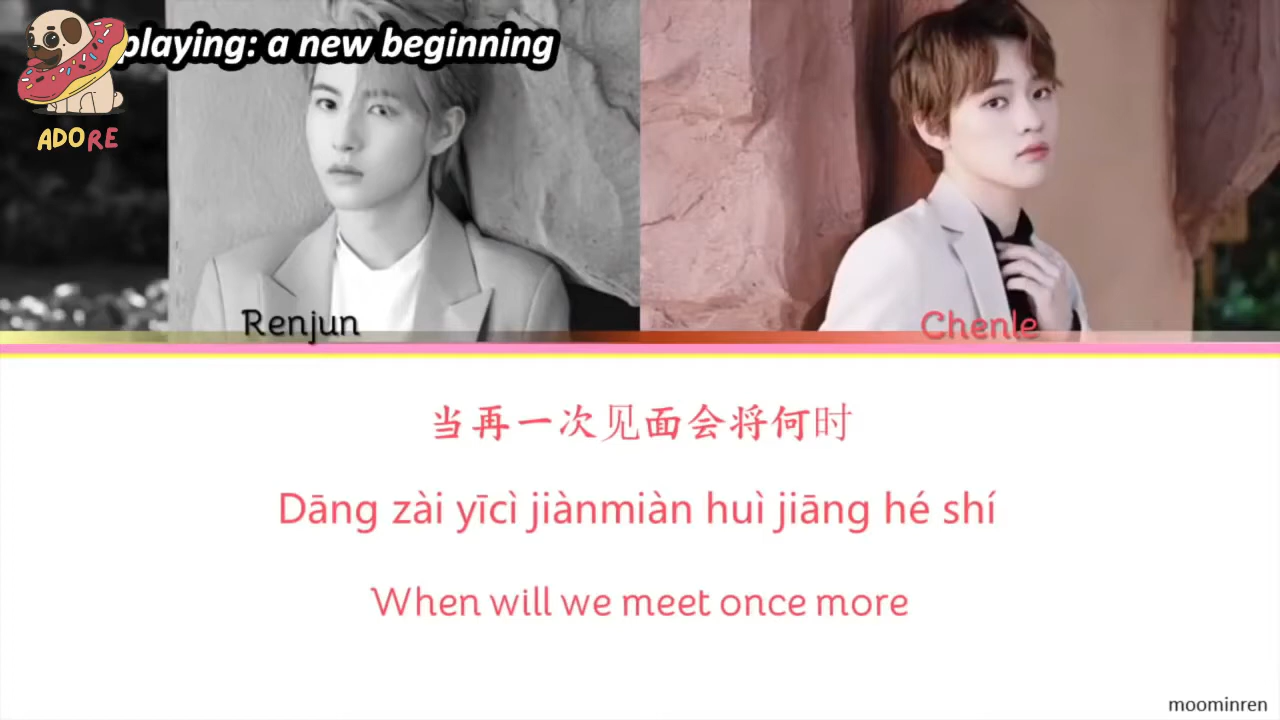 playing: a new beginning
ADORE
Renjun
Chenle
当再一次见面会将何时
Dāng zài yīcì jiànmiàn huì jiāng hé shí
When will we meet once more
moominren